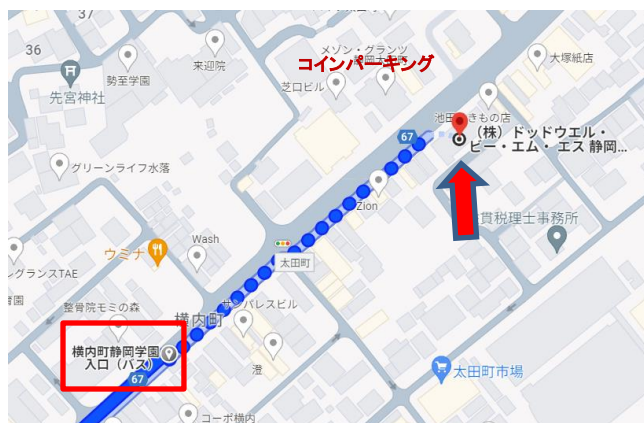 37
36
来迎院
メゾン・グランツ
コインパーキング
大塚紙店
勢至学園
芝口ビル
先宮神社
池田
きもの店
67
(株)ドッドウエル・
ビー・エム・エス 静岡...
グリーンライフ水落
Zion
貫税理士事務所
Wash
ウミナ
太田町
レグランスTAE
育園
整骨院モミの森
横内町
サンパレスビル
横内町静岡学園
入口(バス)
67
澄
太田町市場
コーポ横内